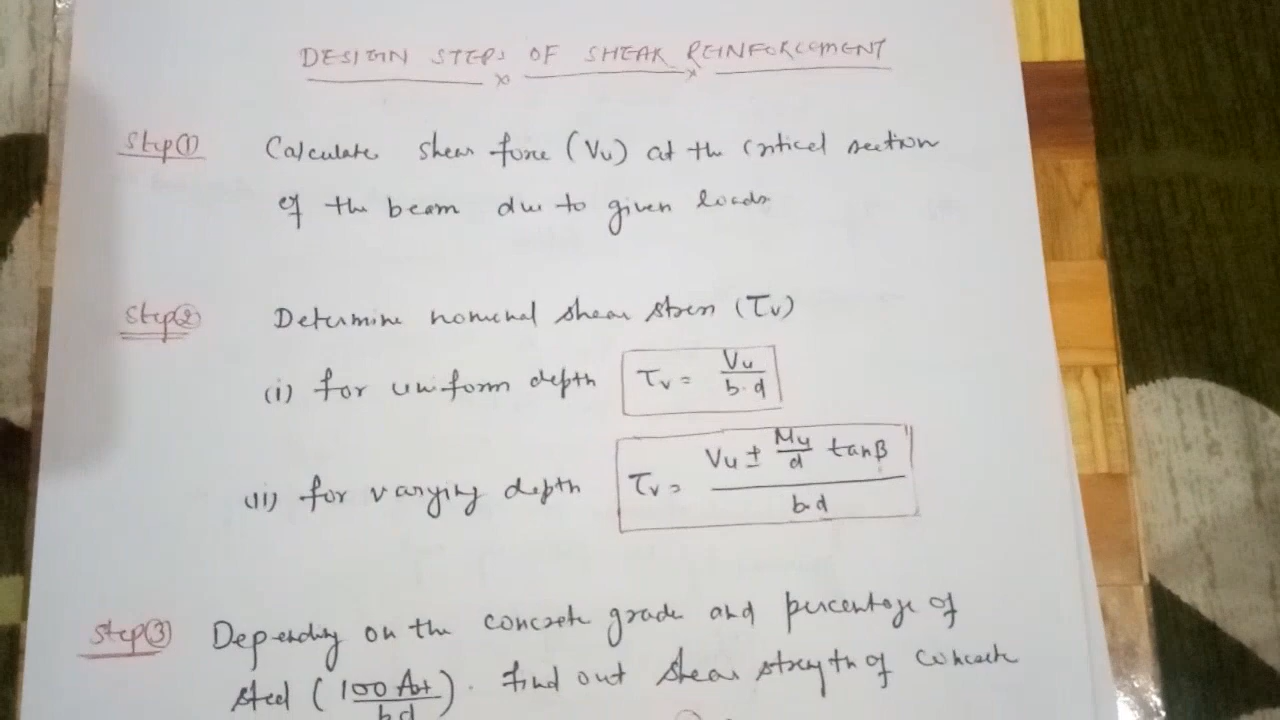 DESIGN STEPS OF SHEAR REINFORCEMENT
Step(1) Calculate shear force (Vu) at the critical section
of the beam due to given loads
Step(2) Determine nominal shear stress (τv)
(i) for uniform depth τv = Vu / b.d
(ii) for varying depth τv = (Vu ± Mu/d tanβ) / b.d
Step(3) Depending on the concrete grade and percentage of
steel (100 Ast / bd). find out shear strength of concrete